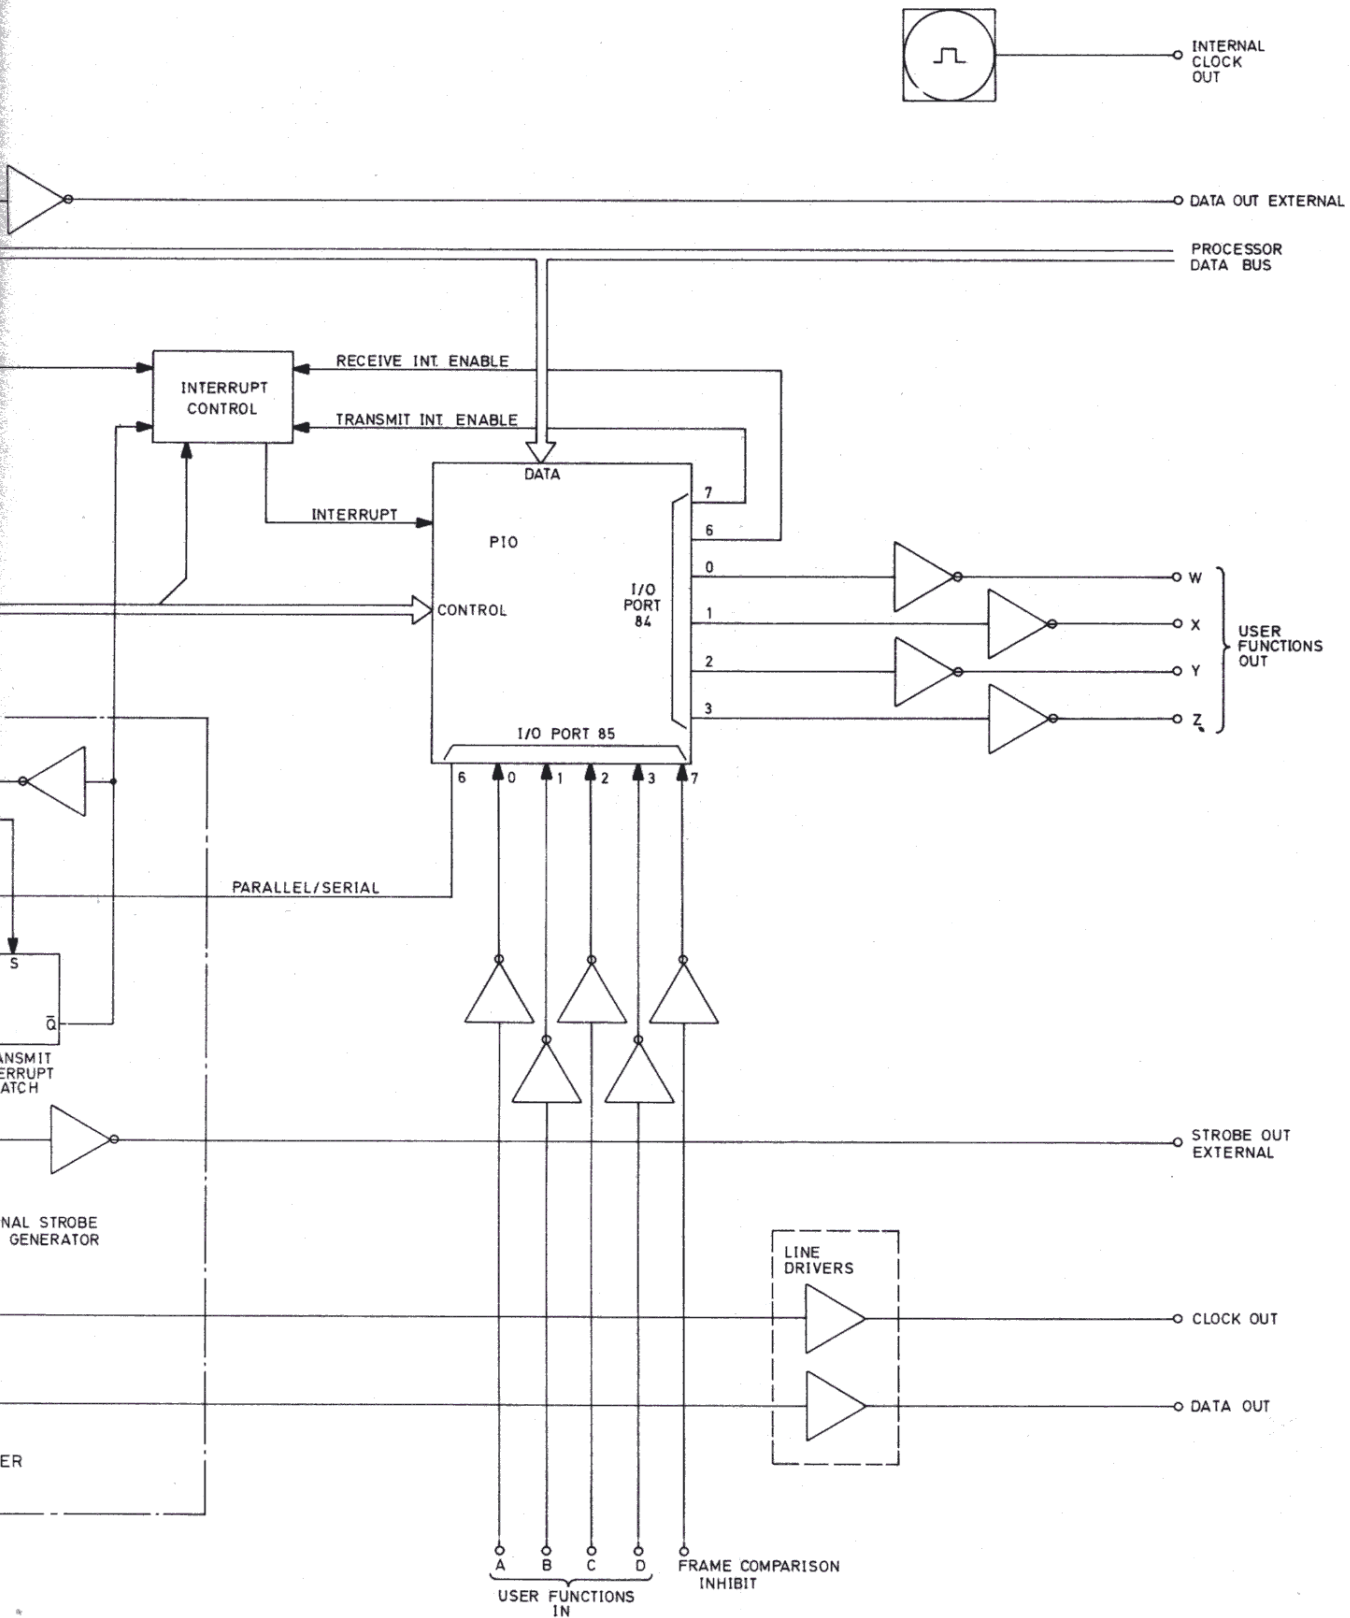 INTERNAL
CLOCK
OUT
DATA OUT EXTERNAL
PROCESSOR
DATA BUS
RECEIVE INT. ENABLE
INTERRUPT
CONTROL
TRANSMIT INT. ENABLE
DATA
7
INTERRUPT
6
PIO
0
W
I/O
PORT
84
CONTROL
1
X
USER
FUNCTIONS
OUT
2
Y
3
Z
I/O PORT 85
6
0
1
2
3
7
PARALLEL/SERIAL
S
Q̅
ANSMIT
ERRUPT
ATCH
STROBE OUT
EXTERNAL
NAL STROBE
GENERATOR
LINE
DRIVERS
CLOCK OUT
DATA OUT
ER
A
B
C
D
FRAME COMPARISON
INHIBIT
USER FUNCTIONS
IN